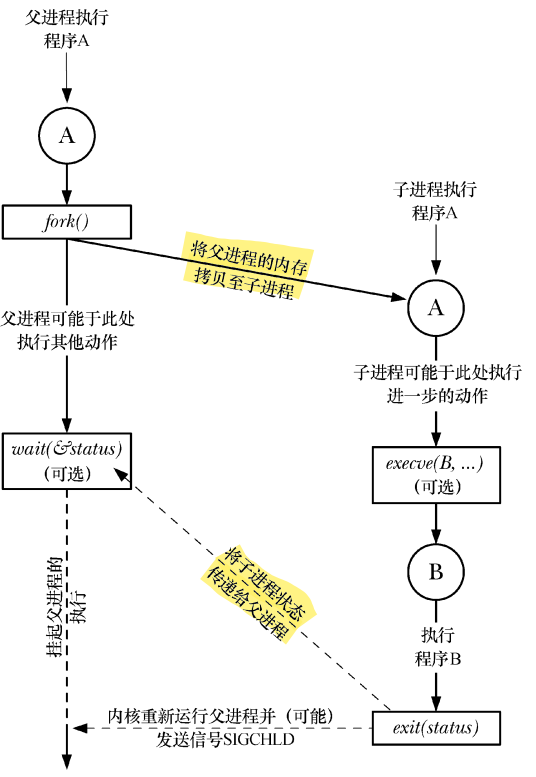 父进程执行
程序A
A
fork()
将父进程的内存
拷贝至子进程
子进程执行
程序A
A
父进程可能于此处
执行其他动作
子进程可能于此处执行
进一步的动作
wait(&status)
(可选)
execve(B, ...)
(可选)
B
将子进程状态
传递给父进程
挂起父进程的
执行
执行
程序B
内核重新运行父进程并（可能）
发送信号SIGCHLD
exit(status)